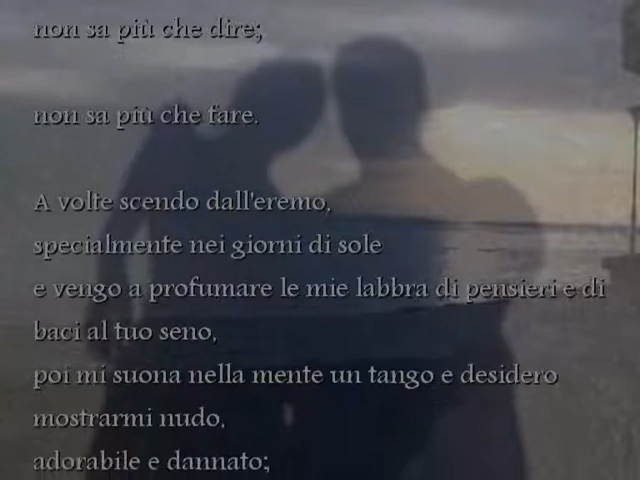 non sa più che dire;
non sa più che fare.
A volte scendo dall'eremo,
specialmente nei giorni di sole
e vengo a profumare le mie labbra di pensieri e di
baci al tuo seno,
poi mi suona nella mente un tango e desidero
mostrarmi nudo,
adorabile e dannato;